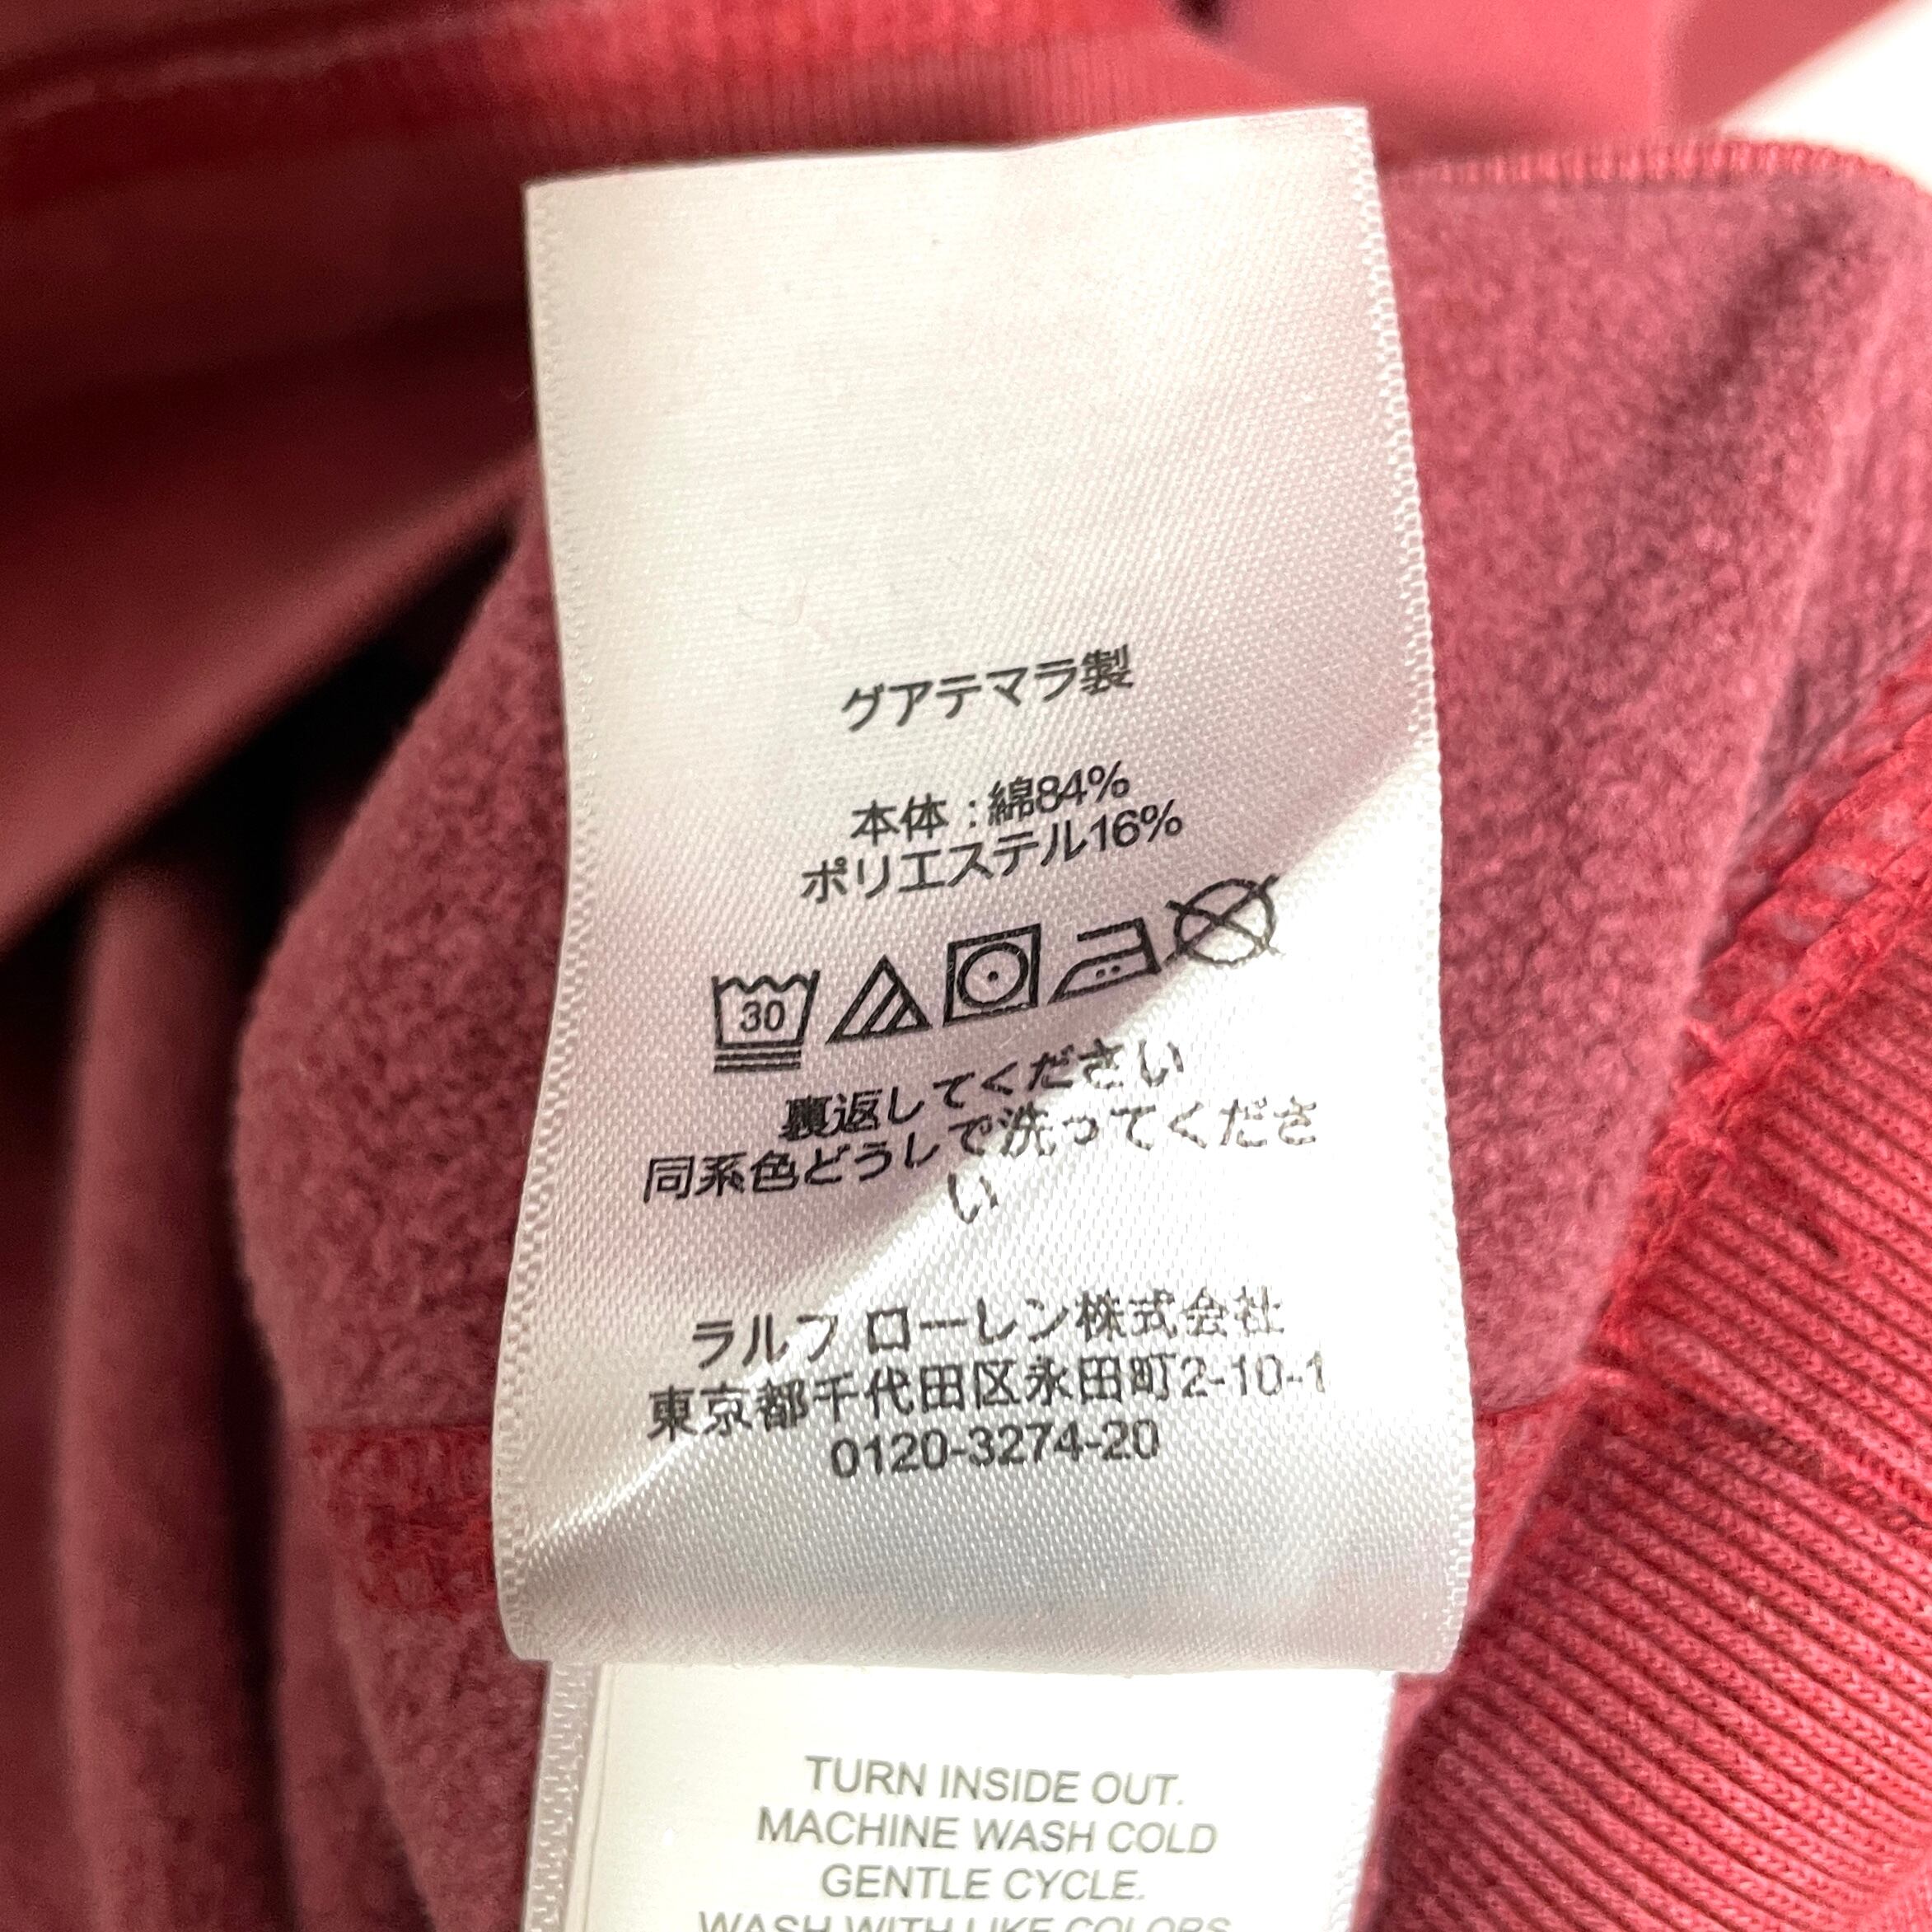 グアテマラ製
本体 : 綿84%
ポリエステル16%
30
裏返してください
同系色どうしで洗ってくださ
い
ラルフ ローレン株式会社
東京都千代田区永田町2-10-1
0120-3274-20
TURN INSIDE OUT.
MACHINE WASH COLD
GENTLE CYCLE.
WASH WITH LIKE COLORS